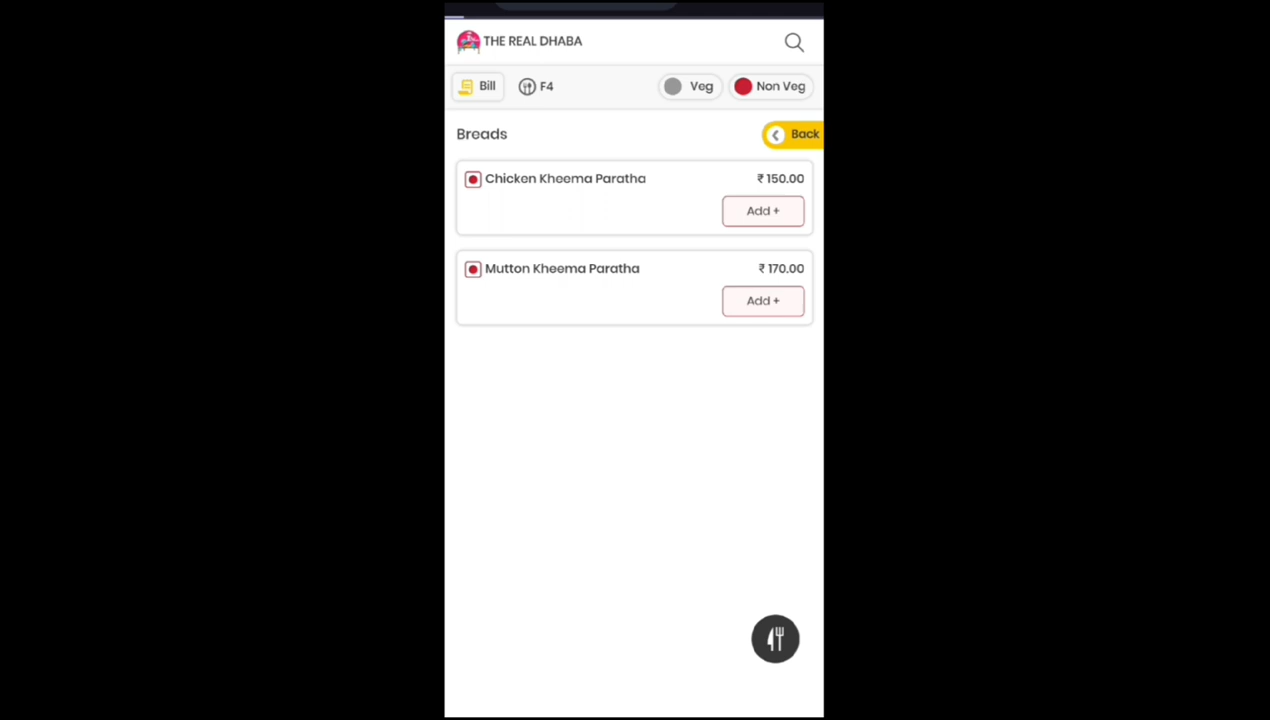 THE REAL DHABA
Bill F4 Veg Non Veg
Breads Back
Chicken Kheema Paratha ₹ 150.00
Add +
Mutton Kheema Paratha ₹ 170.00
Add +